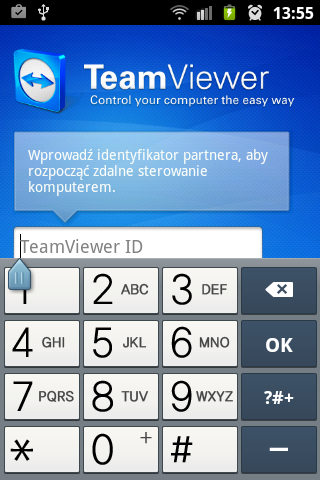 13:55
TeamViewer
Control your computer the easy way
Wprowadź identyfikator partnera, aby
rozpocząć zdalne sterowanie
komputerem.
TeamViewer ID
1 2 ABC 3 DEF
4 GHI 5 JKL 6 MNO OK
7 PQRS 8 TUV 9 WXYZ ?#+
* 0 + # –